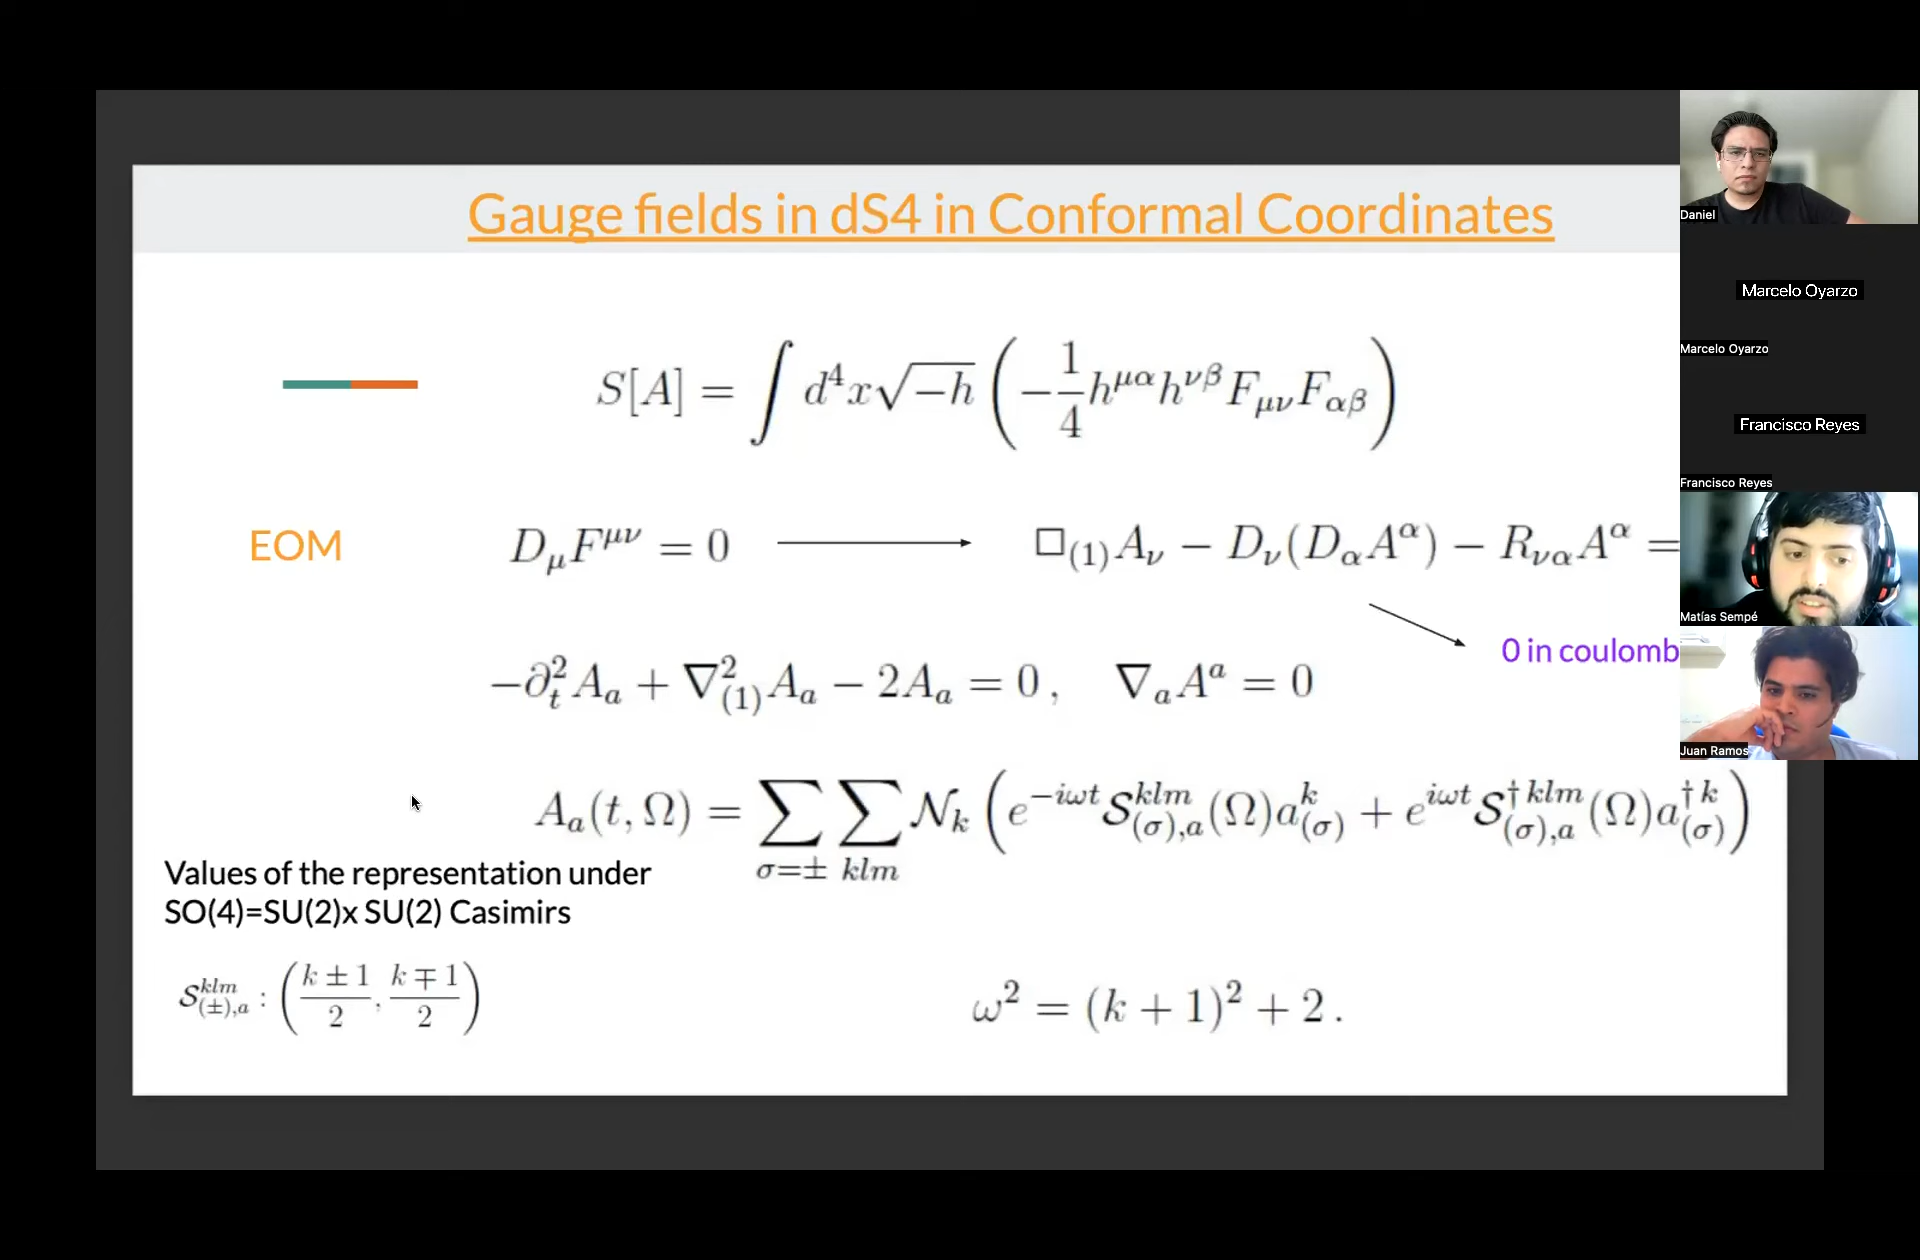 Gauge fields in dS4 in Conformal Coordinates
S[A] = ∫ d⁴x√−h (−1/4 h^{μα} h^{νβ} F_{μν} F_{αβ})
EOM
D_μ F^{μν} = 0 → □_{(1)} A_ν − D_ν(D_α A^α) − R_{να} A^α =
0 in coulomb
−∂_t² A_a + ∇²_{(1)} A_a − 2A_a = 0 , ∇_a A^a = 0
A_a(t, Ω) = ∑_{σ=±} ∑_{klm} 𝒩_k (e^{−iωt} 𝒮^{klm}_{(σ),a}(Ω) a^k_{(σ)} + e^{iωt} 𝒮^{† klm}_{(σ),a}(Ω) a^{† k}_{(σ)})
Values of the representation under
SO(4)=SU(2)x SU(2) Casimirs
𝒮^{klm}_{(±),a} : ((k ± 1)/2, (k ∓ 1)/2)
ω² = (k + 1)² + 2 .
Daniel
Marcelo Oyarzo
Marcelo Oyarzo
Francisco Reyes
Francisco Reyes
Matías Sempé
Juan Ramos